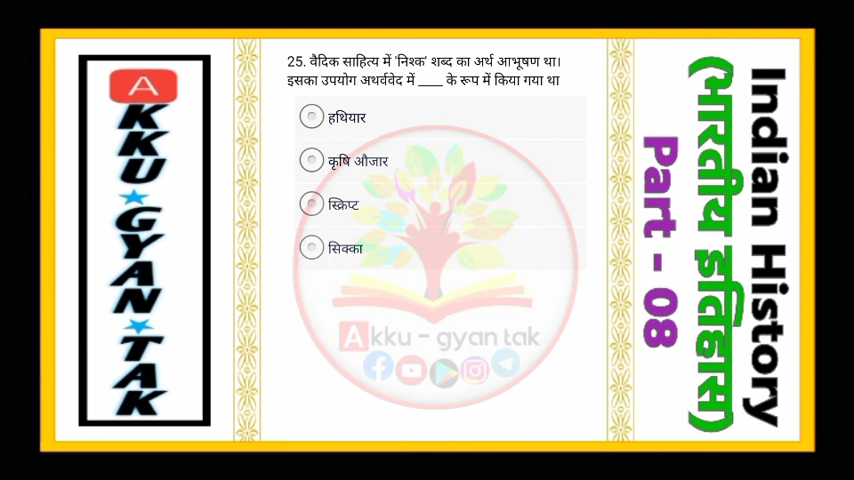 AKKU GYAN TAK
25. वैदिक साहित्य में 'निश्क' शब्द का अर्थ आभूषण था।
इसका उपयोग अथर्ववेद में ____ के रूप में किया गया था
हथियार
कृषि औजार
स्क्रिप्ट
सिक्का
Akku - gyan tak
Indian History
(भारतीय इतिहास)
Part - 08